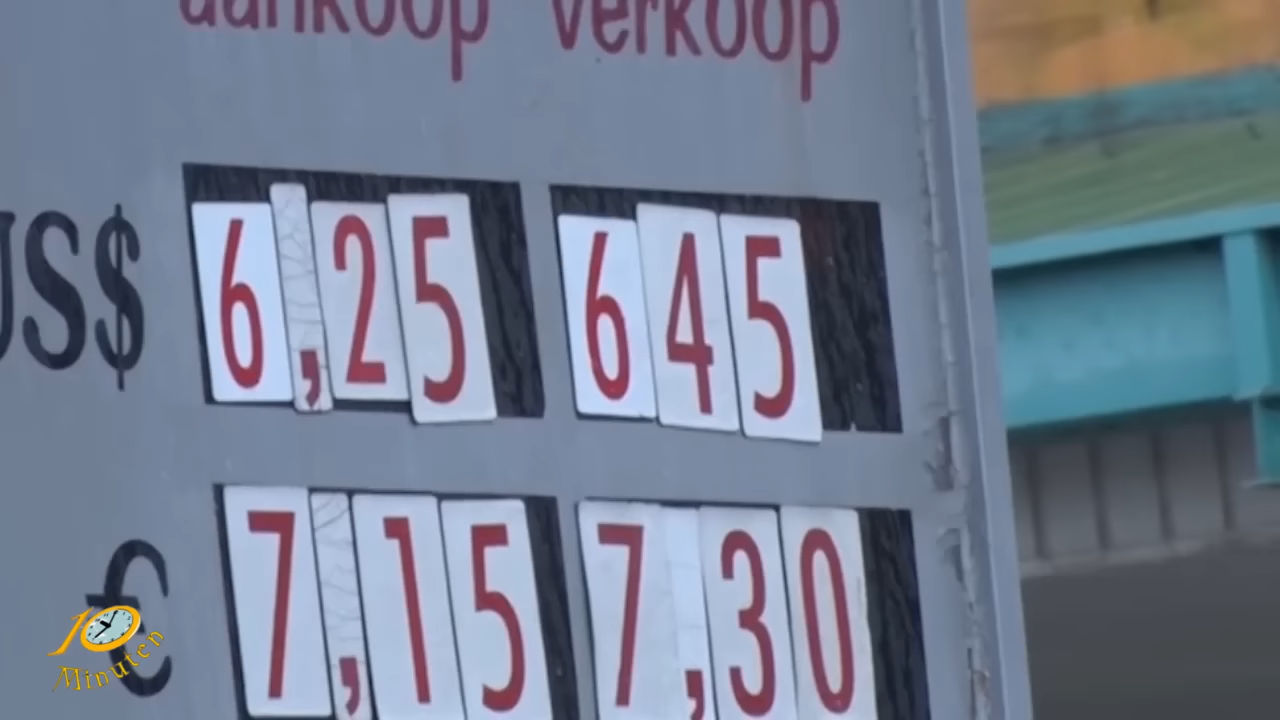 aankoop verkoop
US$ 6,25 645
€ 7,15 7,30
10
Minuten